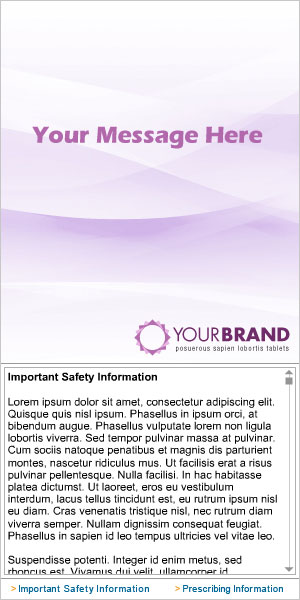 Your Message Here
YOURBRAND
posuerous sapien lobortis tablets
Important Safety Information
Lorem ipsum dolor sit amet, consectetur adipiscing elit.
Quisque quis nisl ipsum. Phasellus in ipsum orci, at
bibendum augue. Phasellus vulputate lorem non ligula
lobortis viverra. Sed tempor pulvinar massa at pulvinar.
Cum sociis natoque penatibus et magnis dis parturient
montes, nascetur ridiculus mus. Ut facilisis erat a risus
pulvinar pellentesque. Nulla facilisi. In hac habitasse
platea dictumst. Ut laoreet, eros eu vestibulum
interdum, lacus tellus tincidunt est, eu rutrum ipsum nisl
eu diam. Cras venenatis tristique nisl, nec rutrum diam
viverra semper. Nullam dignissim consequat feugiat.
Phasellus in sapien id leo tempus ultricies vel vitae leo.
Suspendisse potenti. Integer id enim metus, sed
rhoncus est. Vivamus dui velit, ullamcorper id
> Important Safety Information > Prescribing Information